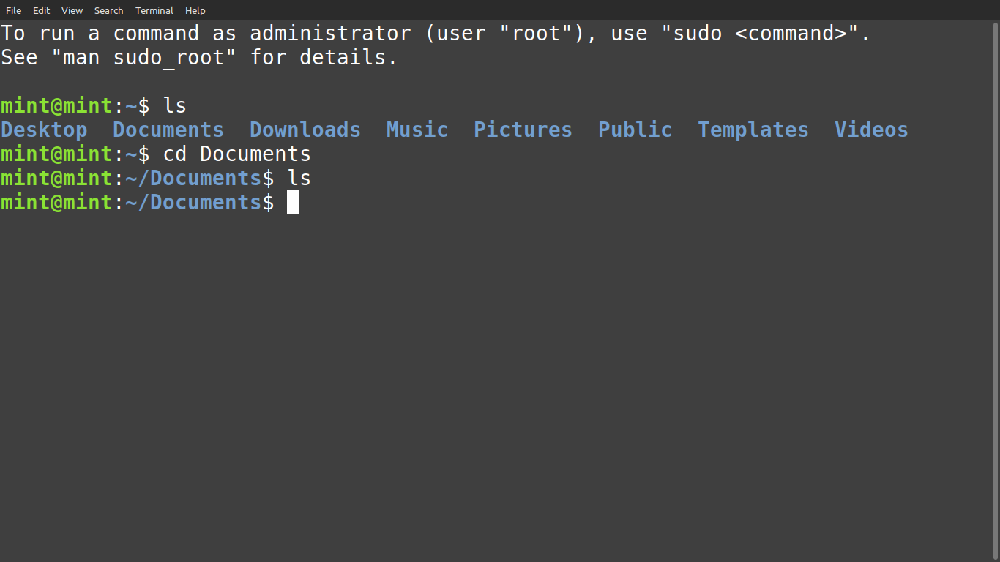 File Edit View Search Terminal Help
To run a command as administrator (user "root"), use "sudo <command>".
See "man sudo_root" for details.
mint@mint:~$ ls
Desktop Documents Downloads Music Pictures Public Templates Videos
mint@mint:~$ cd Documents
mint@mint:~/Documents$ ls
mint@mint:~/Documents$